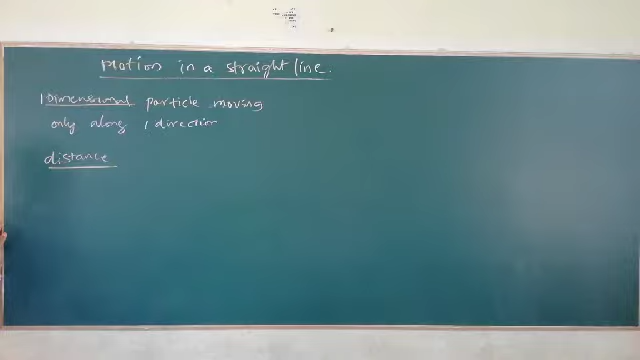 Motion in a straight line.
1 Dimensional particle moving
only along 1 direction
distance